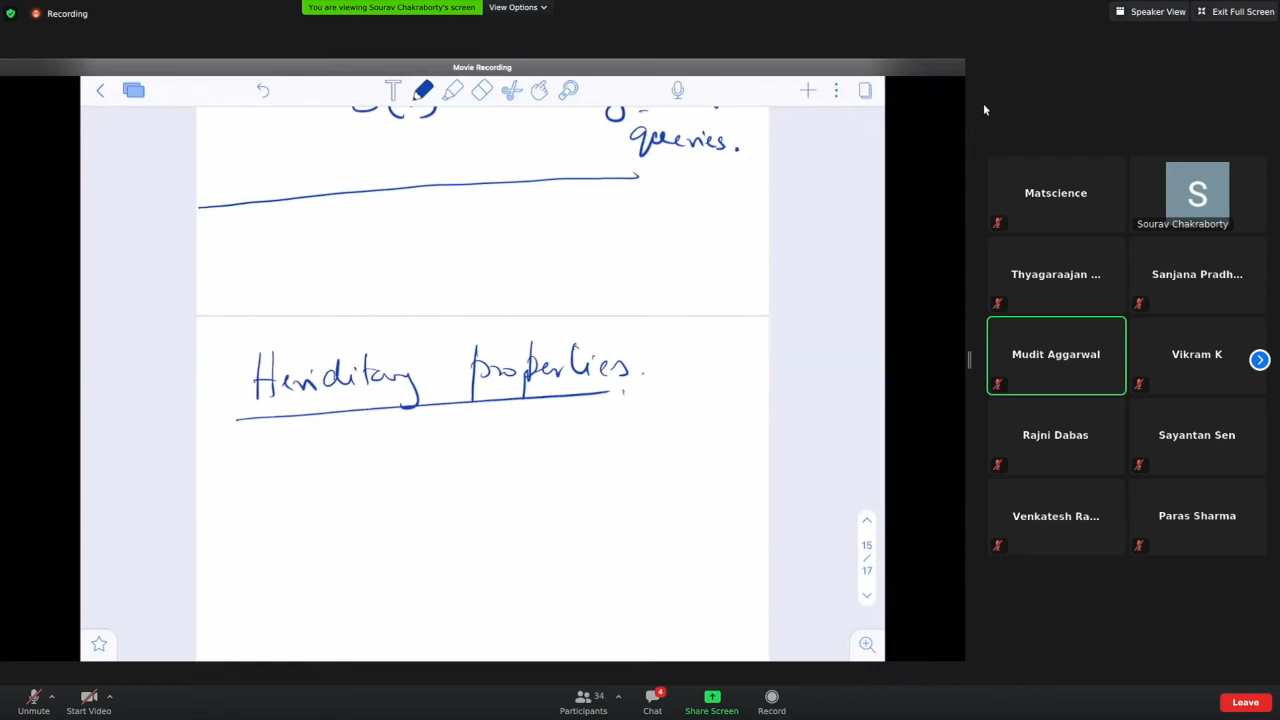 Recording
You are viewing Sourav Chakraborty's screen
View Options
Speaker View
Exit Full Screen
Movie Recording
queries.
Heriditary properties.
15
/
17
Matscience
S
Sourav Chakraborty
Thyagaraajan ...
Sanjana Pradh...
Mudit Aggarwal
Vikram K
Rajni Dabas
Sayantan Sen
Venkatesh Ra...
Paras Sharma
Unmute
Start Video
34
Participants
4
Chat
Share Screen
Record
Leave